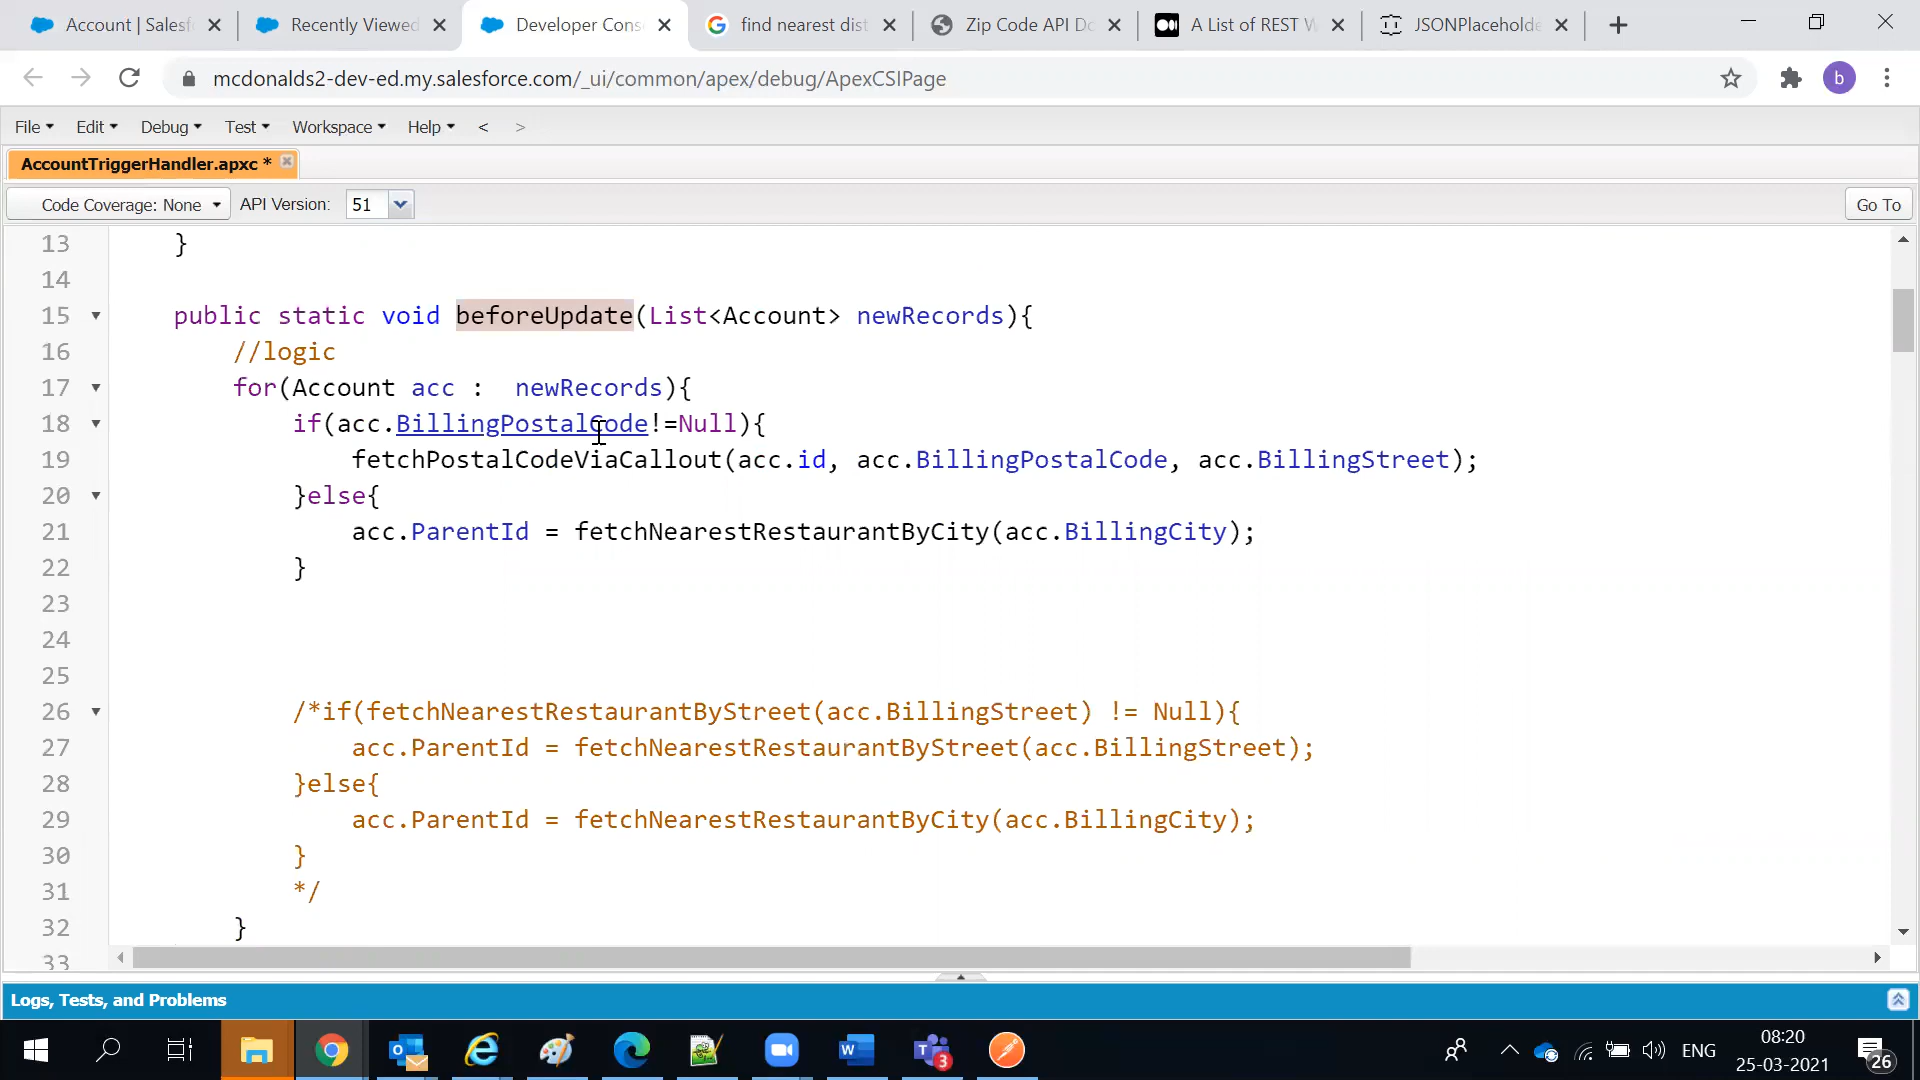 Account | Salesf
Recently Viewed
Developer Cons
find nearest dist
Zip Code API Do
A List of REST W
JSONPlaceholde
mcdonalds2-dev-ed.my.salesforce.com/_ui/common/apex/debug/ApexCSIPage
b
File Edit Debug Test Workspace Help < >
AccountTriggerHandler.apxc *
Code Coverage: None API Version: 51 Go To
13 }
14
15 public static void beforeUpdate(List<Account> newRecords){
16 //logic
17 for(Account acc :  newRecords){
18 if(acc.BillingPostalCode!=Null){
19 fetchPostalCodeViaCallout(acc.id, acc.BillingPostalCode, acc.BillingStreet);
20 }else{
21 acc.ParentId = fetchNearestRestaurantByCity(acc.BillingCity);
22 }
23
24
25
26 /*if(fetchNearestRestaurantByStreet(acc.BillingStreet) != Null){
27 acc.ParentId = fetchNearestRestaurantByStreet(acc.BillingStreet);
28 }else{
29 acc.ParentId = fetchNearestRestaurantByCity(acc.BillingCity);
30 }
31 */
32 }
33
Logs, Tests, and Problems
3
ENG
08:20
25-03-2021
26